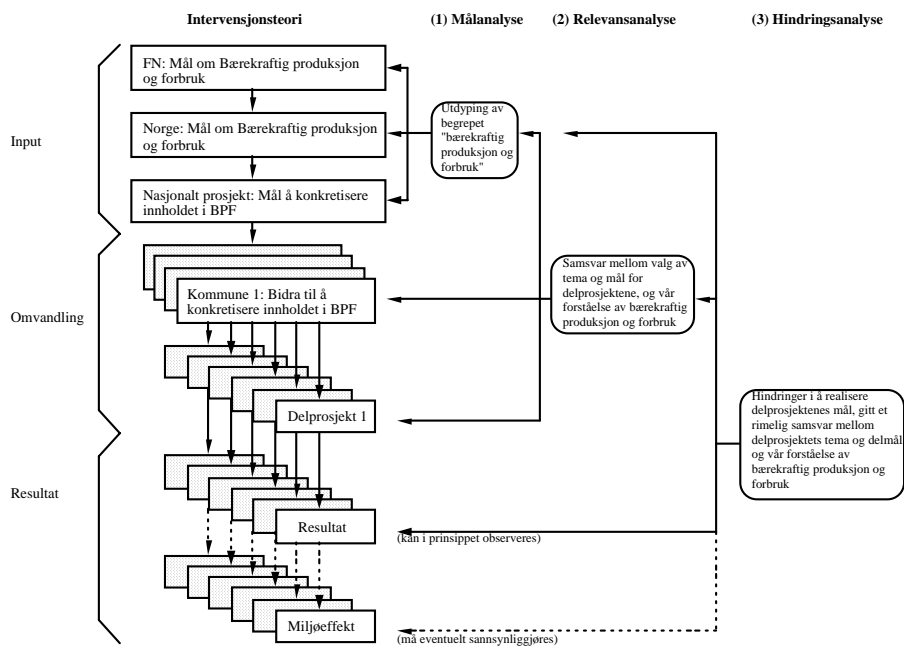 Intervensjonsteori
(1) Målanalyse
(2) Relevansanalyse
(3) Hindringsanalyse
Input
FN: Mål om Bærekraftig produksjon
og forbruk
Norge: Mål om Bærekraftig produksjon
og forbruk
Nasjonalt prosjekt: Mål å konkretisere
innholdet i BPF
Utdyping av
begrepet
"bærekraftig
produksjon og
forbruk"
Omvandling
Kommune 1: Bidra til å
konkretisere innholdet i BPF
Samsvar mellom valg av
tema og mål for
delprosjektene, og vår
forståelse av bærekraftig
produksjon og forbruk
Delprosjekt 1
Hindringer i å realisere
delprosjektenes mål, gitt et
rimelig samsvar mellom
delprosjektets tema og delmål
og vår forståelse av
bærekraftig produksjon og
forbruk
Resultat
Resultat
(kan i prinsippet observeres)
Miljøeffekt
(må eventuelt sannsynliggjøres)